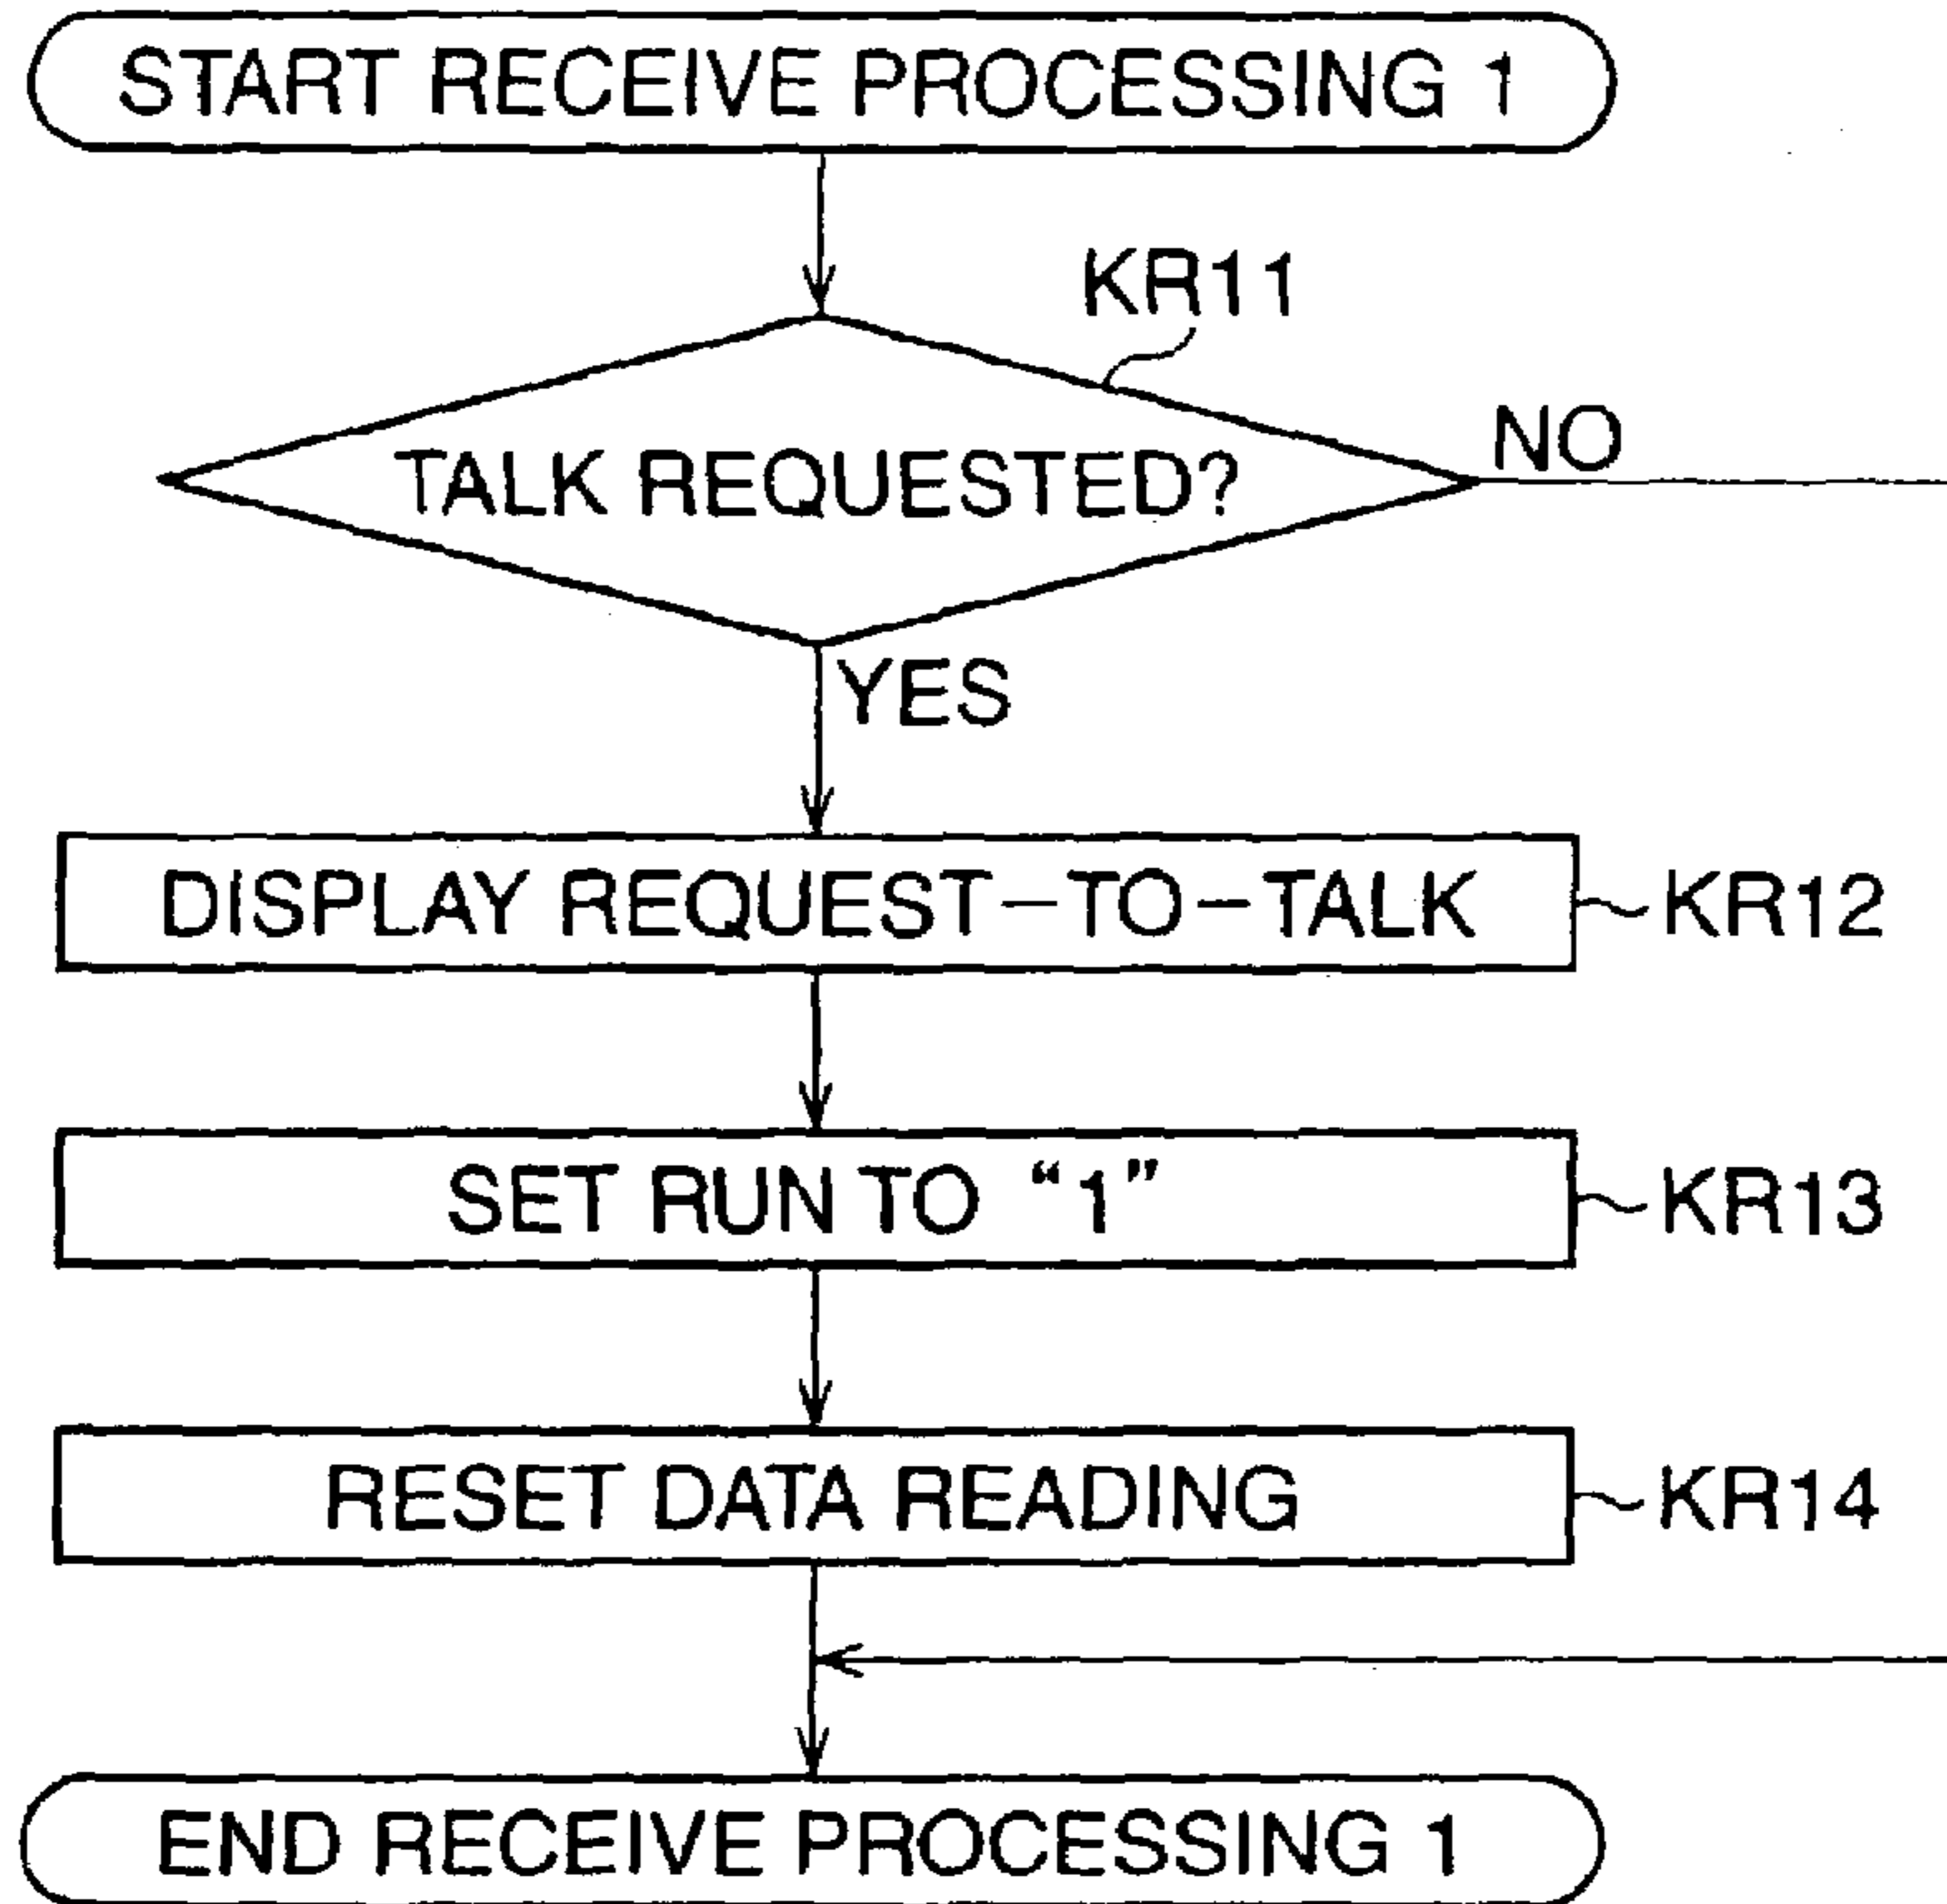 START RECEIVE PROCESSING 1
KR11
TALK REQUESTED?
NO
YES
DISPLAY REQUEST-TO-TALK
KR12
SET RUN TO “1”
KR13
RESET DATA READING
KR14
END RECEIVE PROCESSING 1